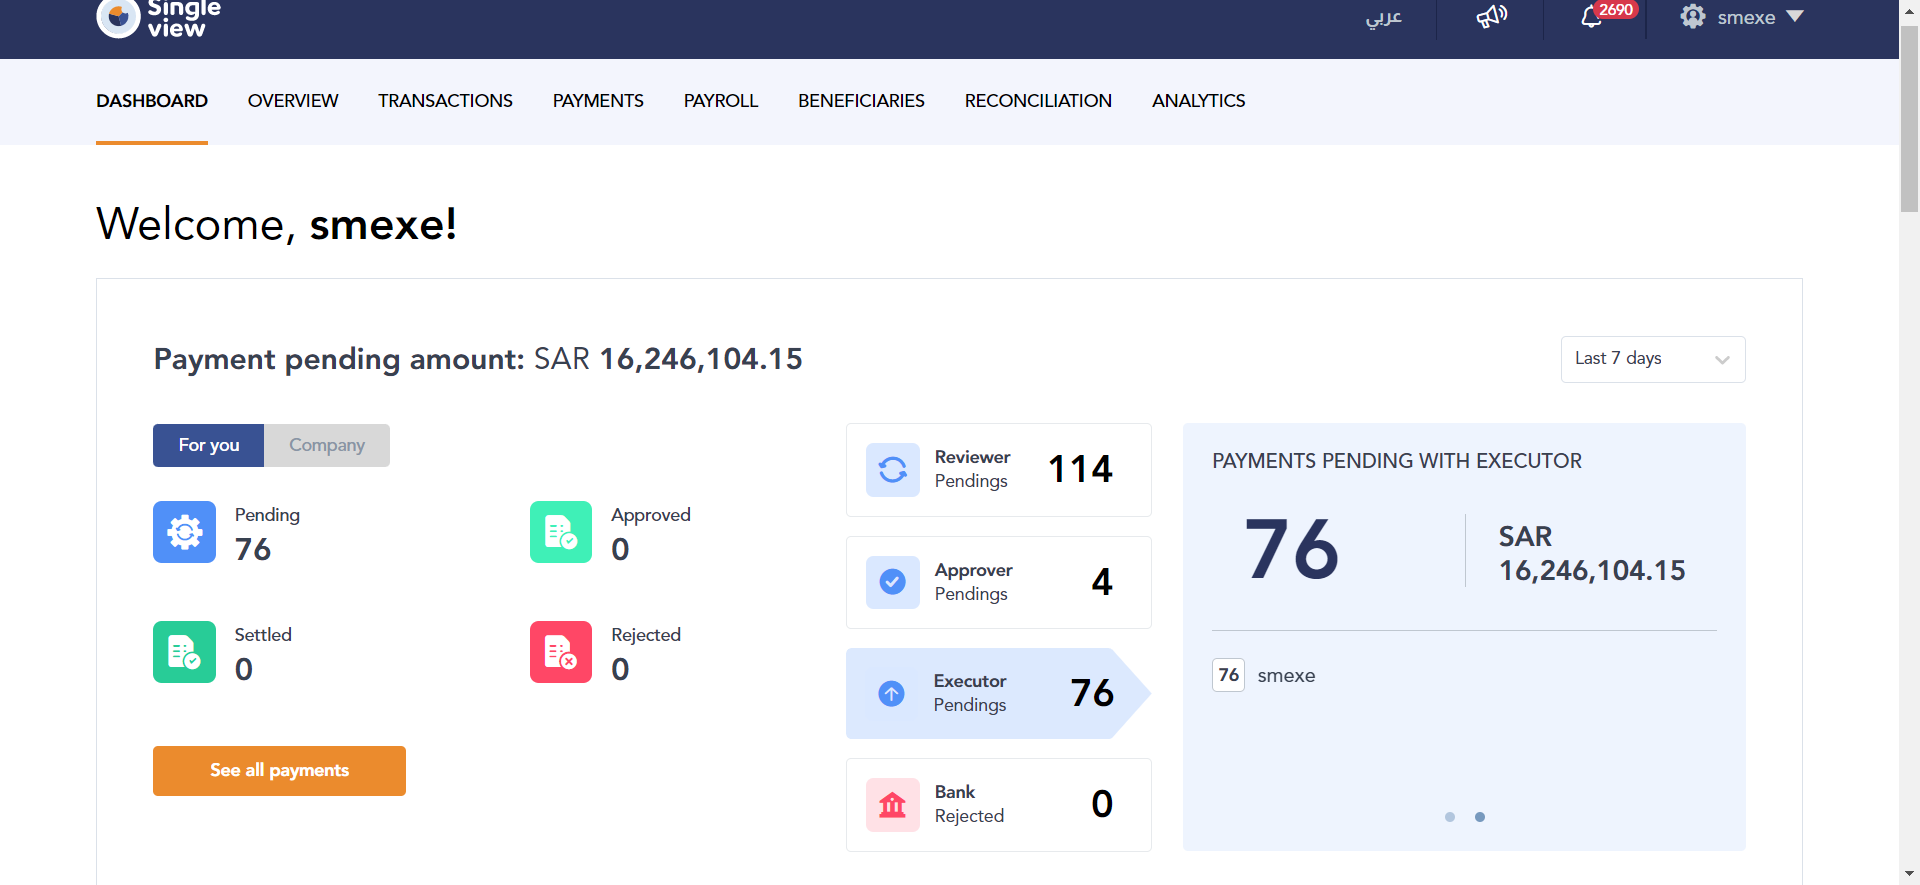 Single
view
عربي
2690
smexe
DASHBOARD
OVERVIEW
TRANSACTIONS
PAYMENTS
PAYROLL
BENEFICIARIES
RECONCILIATION
ANALYTICS
Welcome, smexe!
Payment pending amount: SAR 16,246,104.15
Last 7 days
For you
Company
Pending
76
Approved
0
Settled
0
Rejected
0
See all payments
Reviewer
Pendings
114
Approver
Pendings
4
Executor
Pendings
76
Bank
Rejected
0
PAYMENTS PENDING WITH EXECUTOR
76
SAR
16,246,104.15
76
smexe